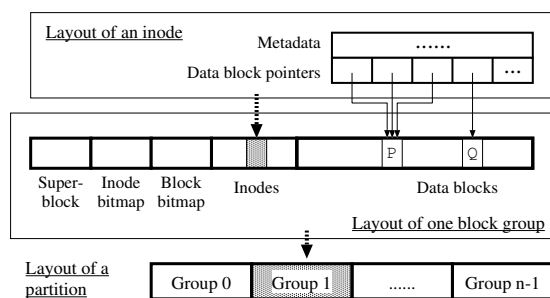 Layout of an inode
Metadata
......
Data block pointers
...
P
Q
Super-
block
Inode
bitmap
Block
bitmap
Inodes
Data blocks
Layout of one block group
Layout of a
partition
Group 0
Group 1
......
Group n-1